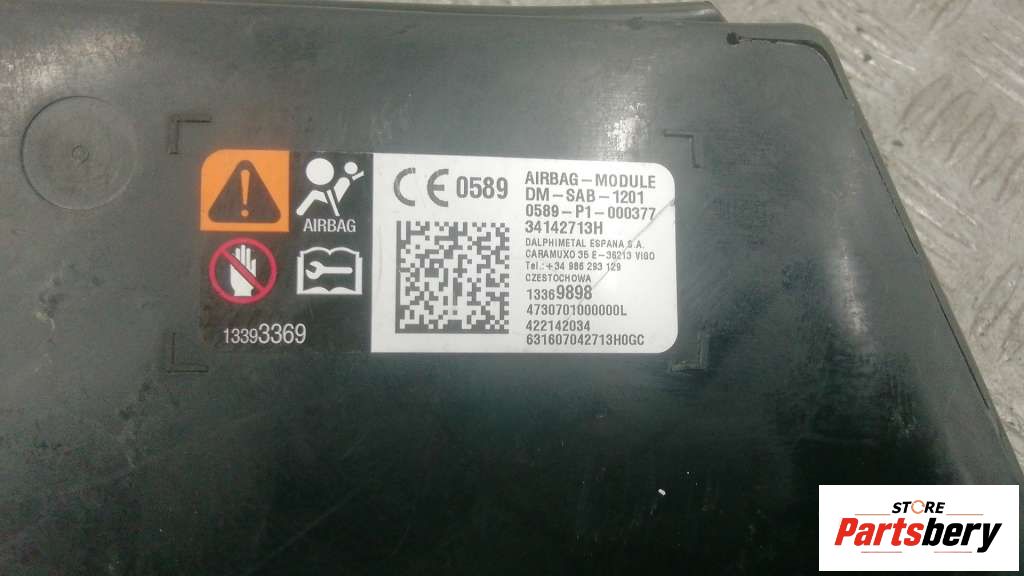 AIRBAG
13393369
CE 0589
AIRBAG-MODULE
DM-SAB-1201
0589-P1-000377
34142713H
DALPHIMETAL ESPANA S.A.
CARAMUXO 35 E-36213 VIGO
Tel.: +34 986 293 129
CZESTOCHOWA
13369898
4730701000000L
422142034
631607042713H0GC
STORE
Partsbery